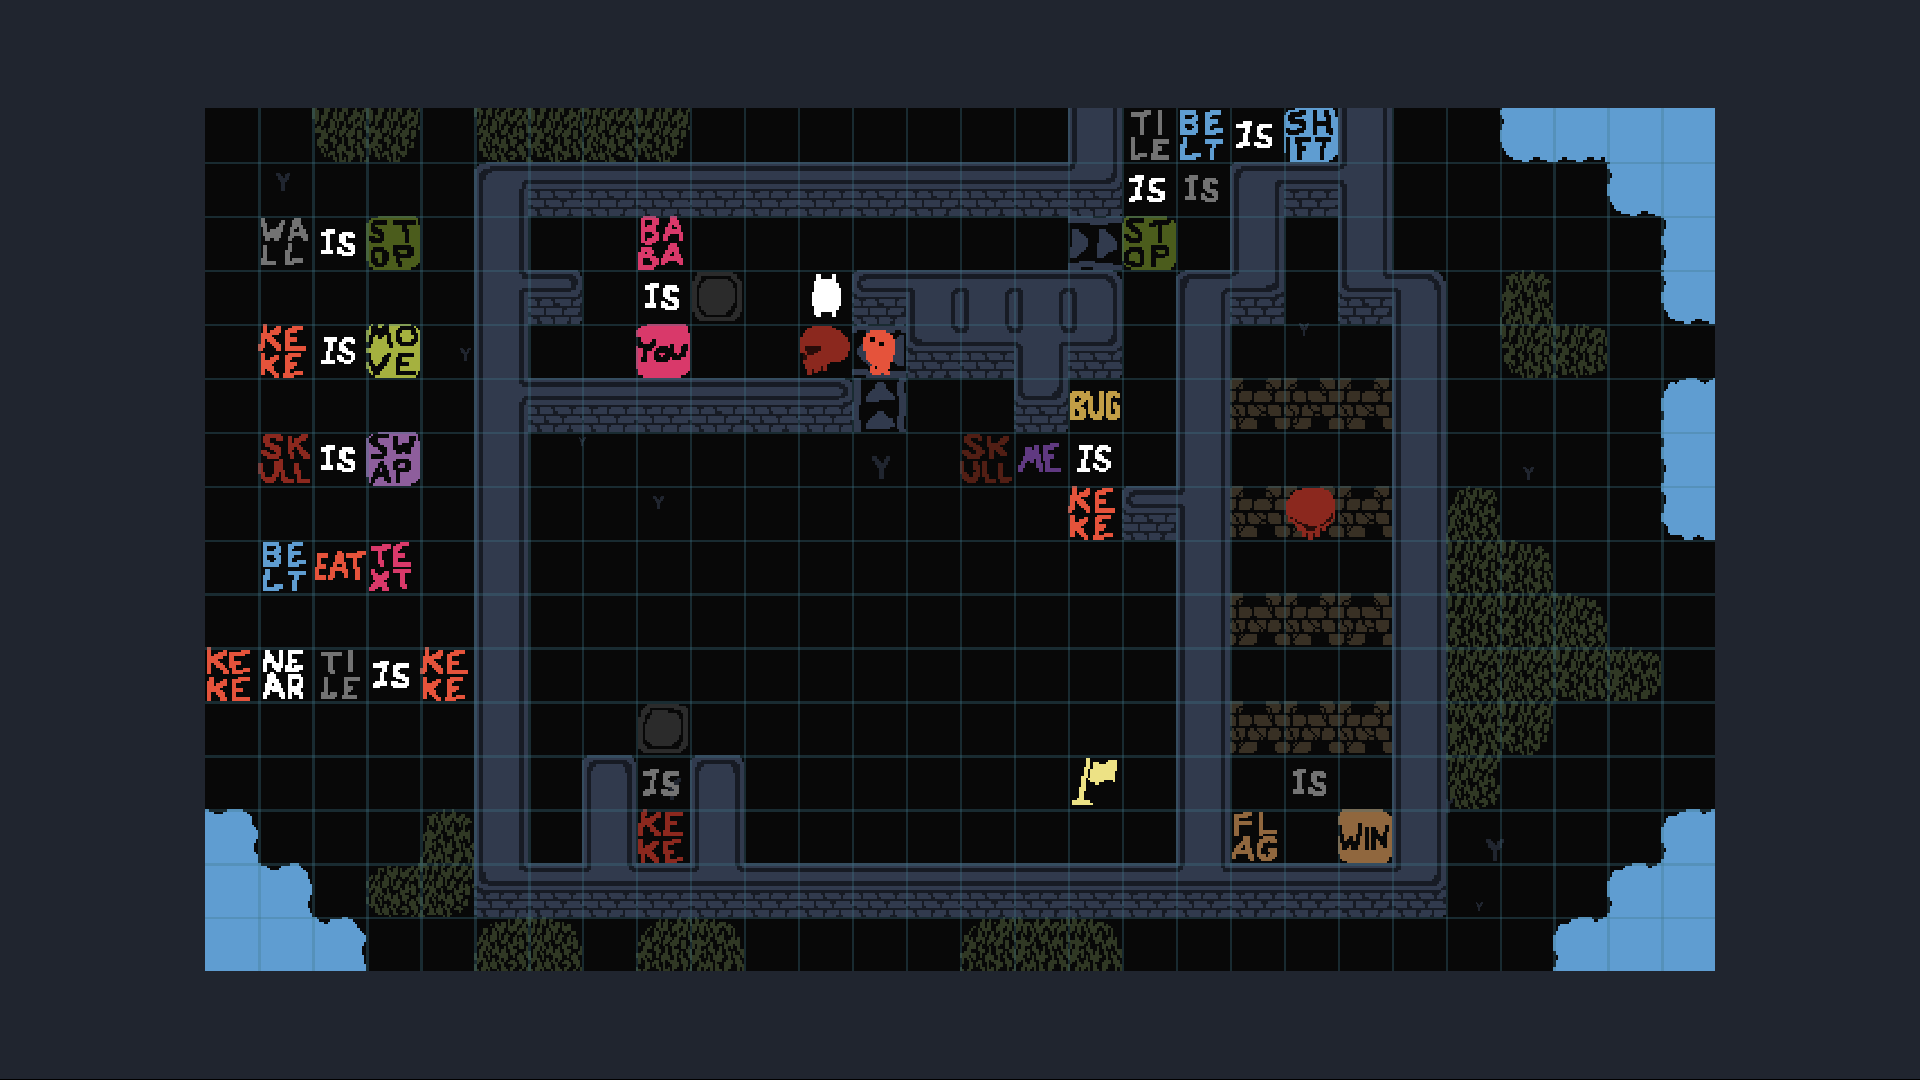 TILE BELT IS SHFT
IS IS
WALL IS STOP
BABA
STOP
IS
KEKE IS MOVE
YOU
BUG
SKULL IS SWAP
SKULL ME IS
KEKE
BELT EAT TEXT
KEKE NEAR TILE IS KEKE
IS
IS
KEKE
FLAG
WIN